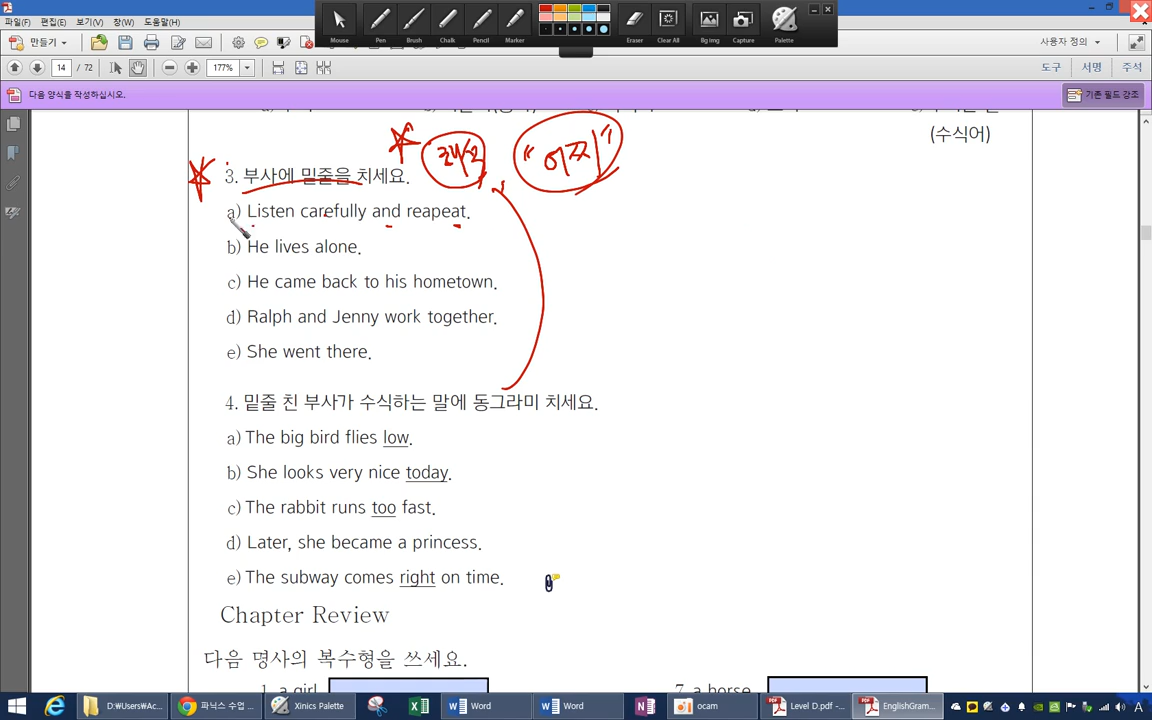 파일(F) 편집(E) 보기(V) 창(W) 도움말(H)
Mouse Pen Brush Chalk Pencil Marker Eraser Clear All Bg img Capture Palette
만들기 사용자 정의
14 / 72 177% 도구 서명 주석
다음 양식을 작성하십시오. 기존 필드 강조
(수식어)
3. 부사에 밑줄을 치세요.
a) Listen carefully and reapeat.
b) He lives alone.
c) He came back to his hometown.
d) Ralph and Jenny work together.
e) She went there.
4. 밑줄 친 부사가 수식하는 말에 동그라미 치세요.
a) The big bird flies low.
b) She looks very nice today.
c) The rabbit runs too fast.
d) Later, she became a princess.
e) The subway comes right on time.
Chapter Review
다음 명사의 복수형을 쓰세요.
1. a girl 7. a horse
D:₩Users₩Ac... 파닉스 수업 ... Xinics Palette Word Word ocam Level D.pdf - ... EnglishGram... A